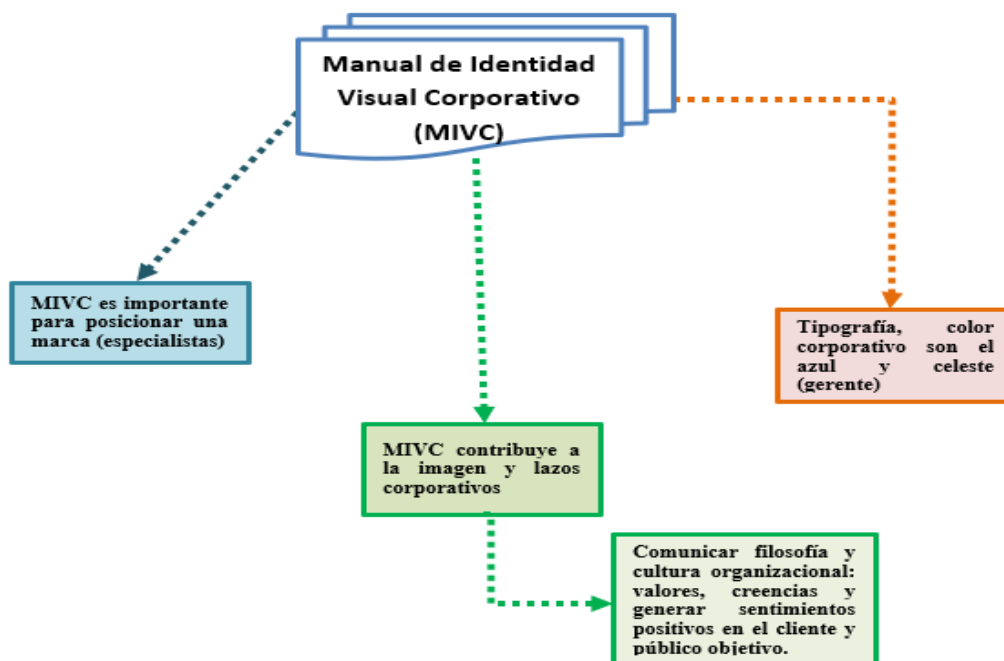 Manual de Identidad
Visual Corporativo
(MIVC)
MIVC es importante
para posicionar una
marca (especialistas)
Tipografía, color
corporativo son el
azul y celeste
(gerente)
MIVC contribuye a
la imagen y lazos
corporativos
Comunicar filosofía y
cultura organizacional:
valores, creencias y
generar sentimientos
positivos en el cliente y
público objetivo.